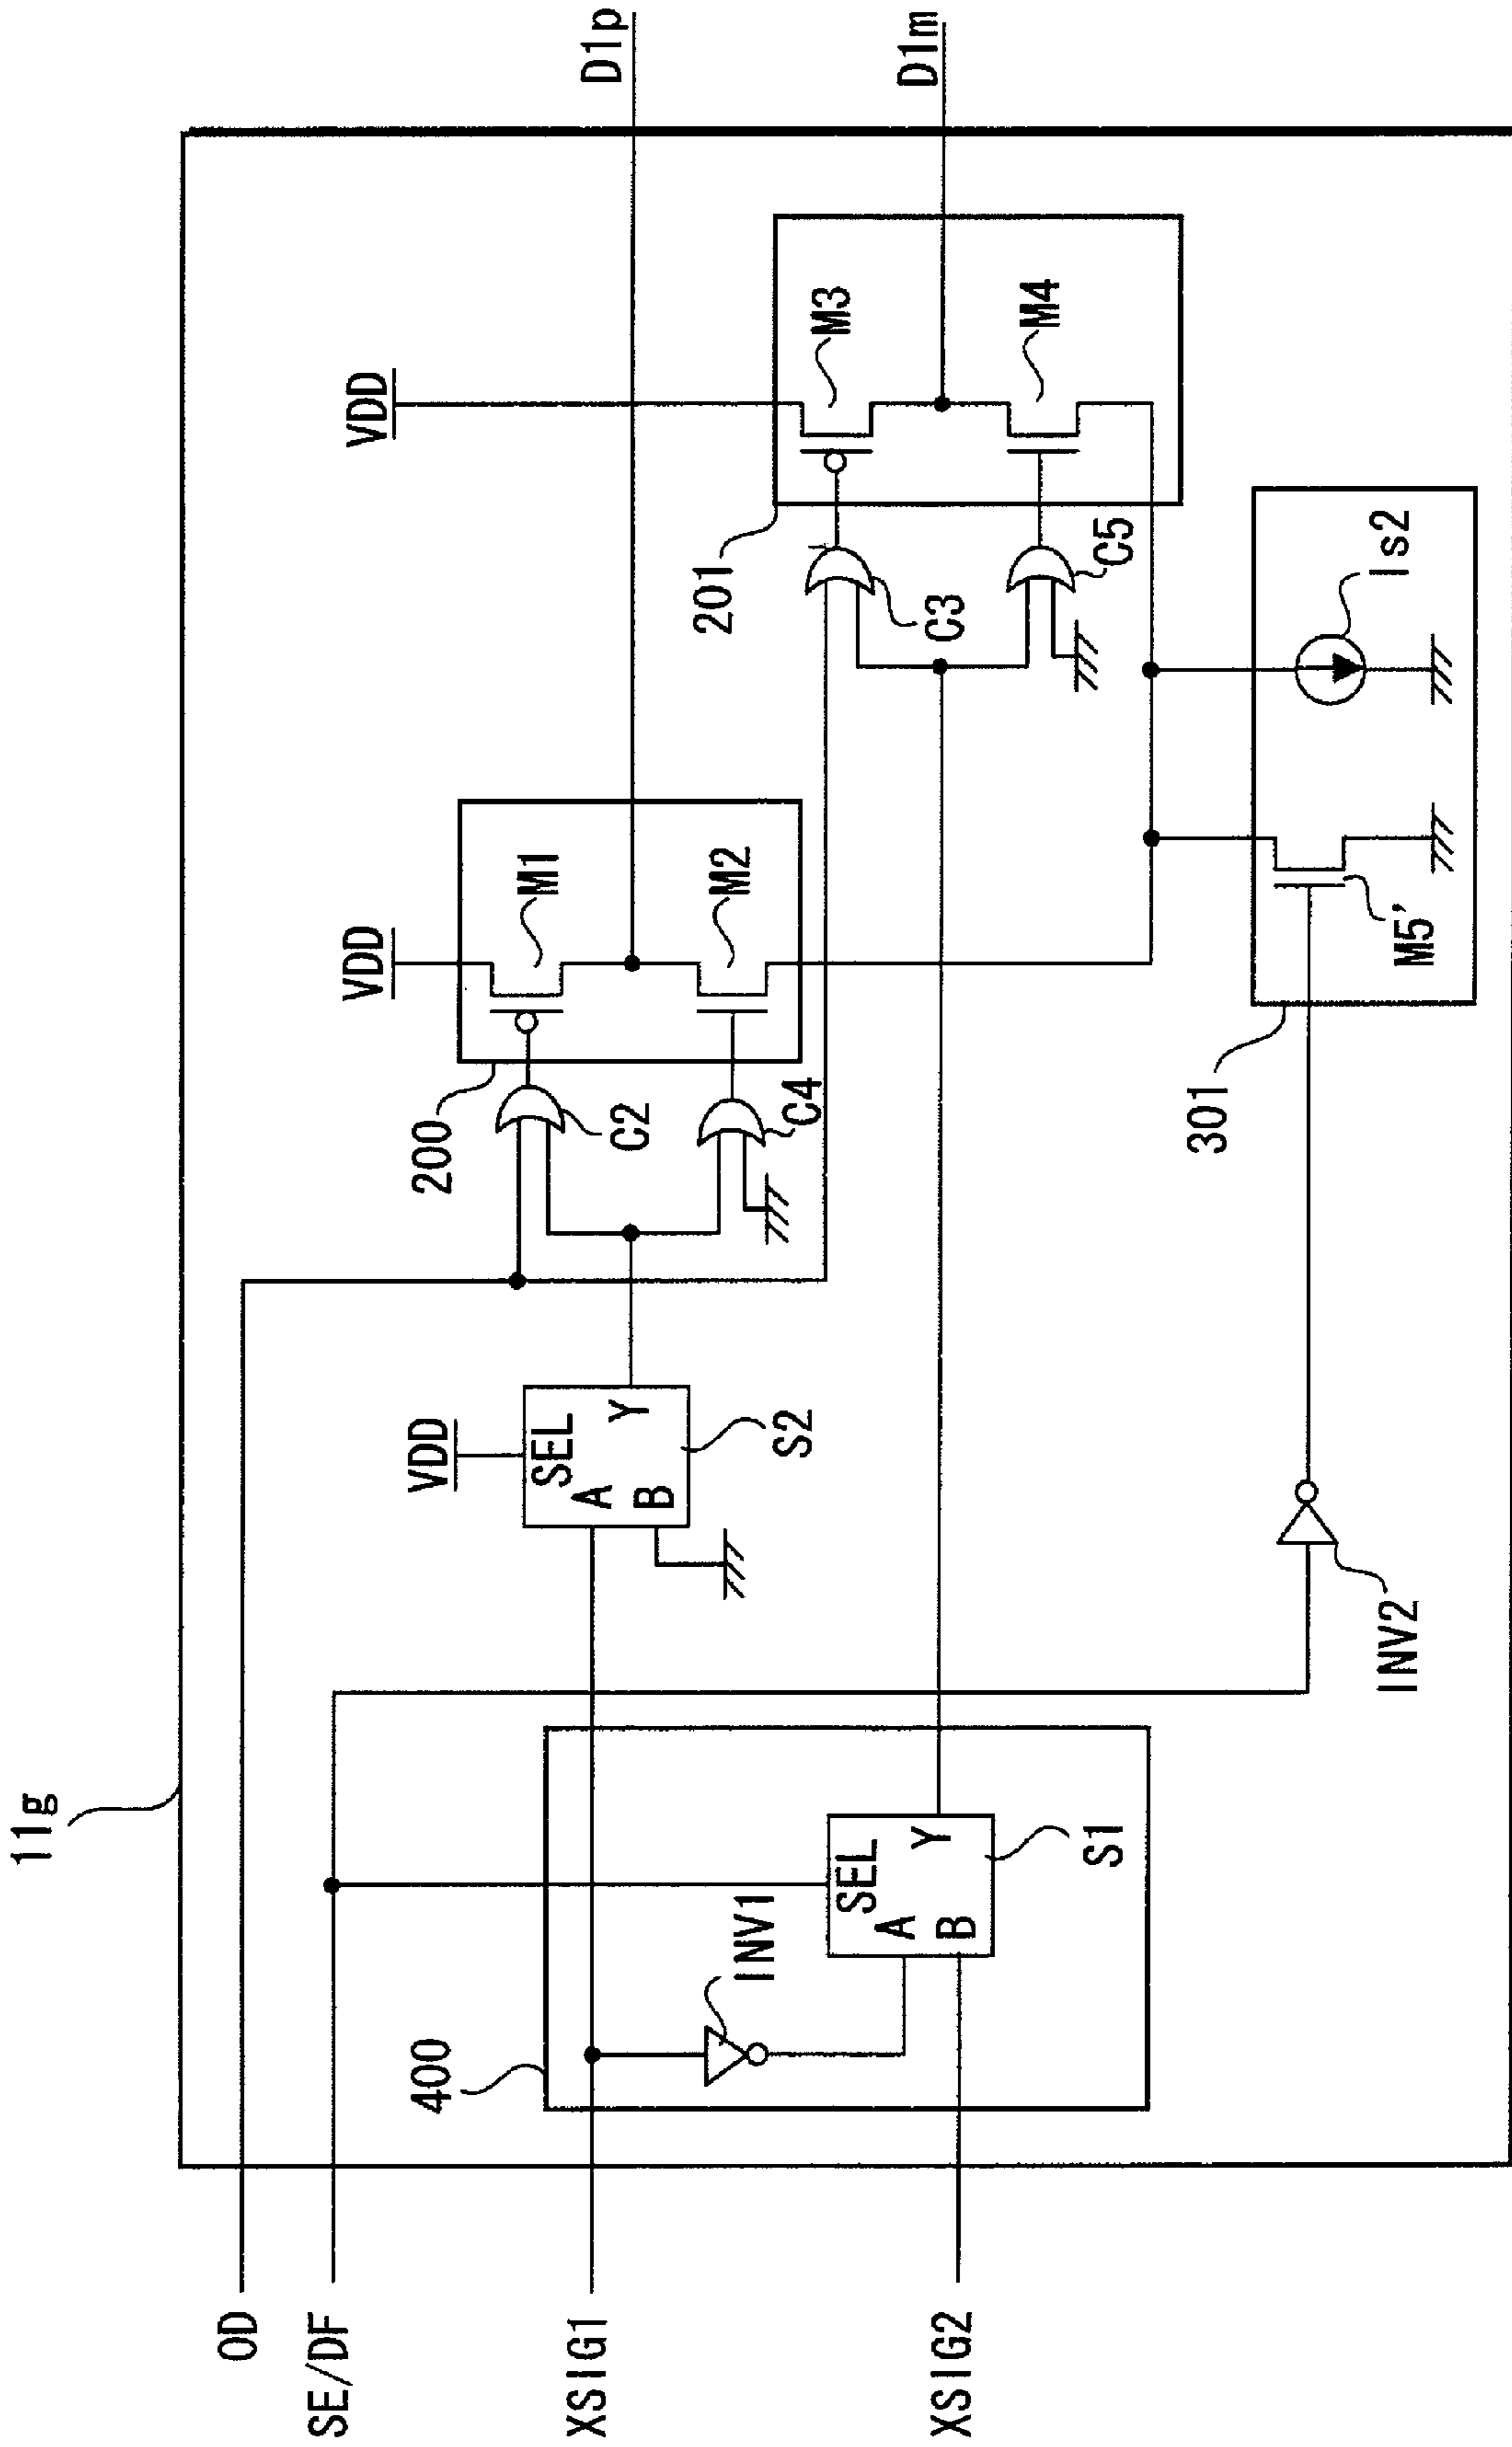 11g
OD
SE/DF
XSIG1
XSIG2
400
INV1
SEL
A
B
Y
S1
VDD
SEL
A
B
Y
S2
INV2
200
C2
C4
VDD
M1
M2
201
C3
C5
VDD
M3
M4
301
M5'
Is2
D1p
D1m